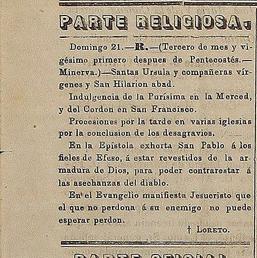 PARTE RELIGIOSA.
Domingo 21.—R.—(Tercero de mes y vi-
gésimo primero despues de Pentocostés.—
Minerva.)—Santas Ursula y compañeras vír-
genes y San Hilarion abad.
Indulgencia de la Purísima en la Merced,
y del Cordon en San Francisco.
Procesiones por la tarde en varias iglesias
por la conclusion de los desagravios.
En la Epístola exhorta San Pablo á los
fieles de Efeso, á estar revestidos de la ar
madura de Dios, para poder contrarestar á
las asechanzas del diablo.
En el Evangelio manifiesta Jesucristo que
el que no perdona á su enemigo no puede
esperar perdon.
† LORETO.
PARTE OFICIAL